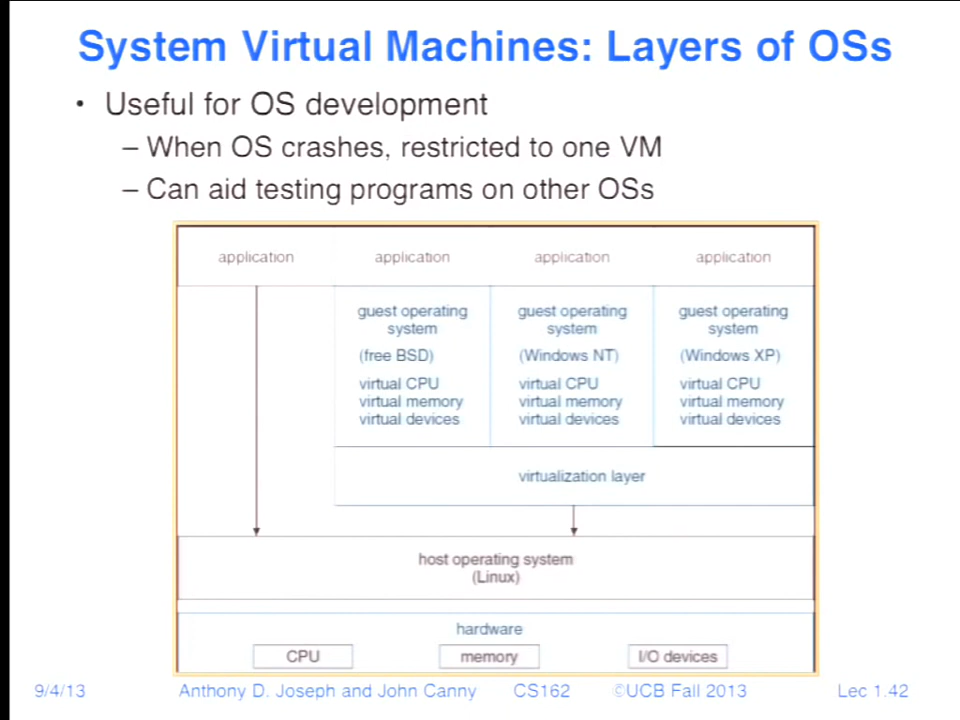 System Virtual Machines: Layers of OSs
• Useful for OS development
– When OS crashes, restricted to one VM
– Can aid testing programs on other OSs
application application application application
guest operating system
(free BSD)
virtual CPU
virtual memory
virtual devices
guest operating system
(Windows NT)
virtual CPU
virtual memory
virtual devices
guest operating system
(Windows XP)
virtual CPU
virtual memory
virtual devices
virtualization layer
host operating system
(Linux)
hardware
CPU memory I/O devices
9/4/13 Anthony D. Joseph and John Canny CS162 ©UCB Fall 2013 Lec 1.42